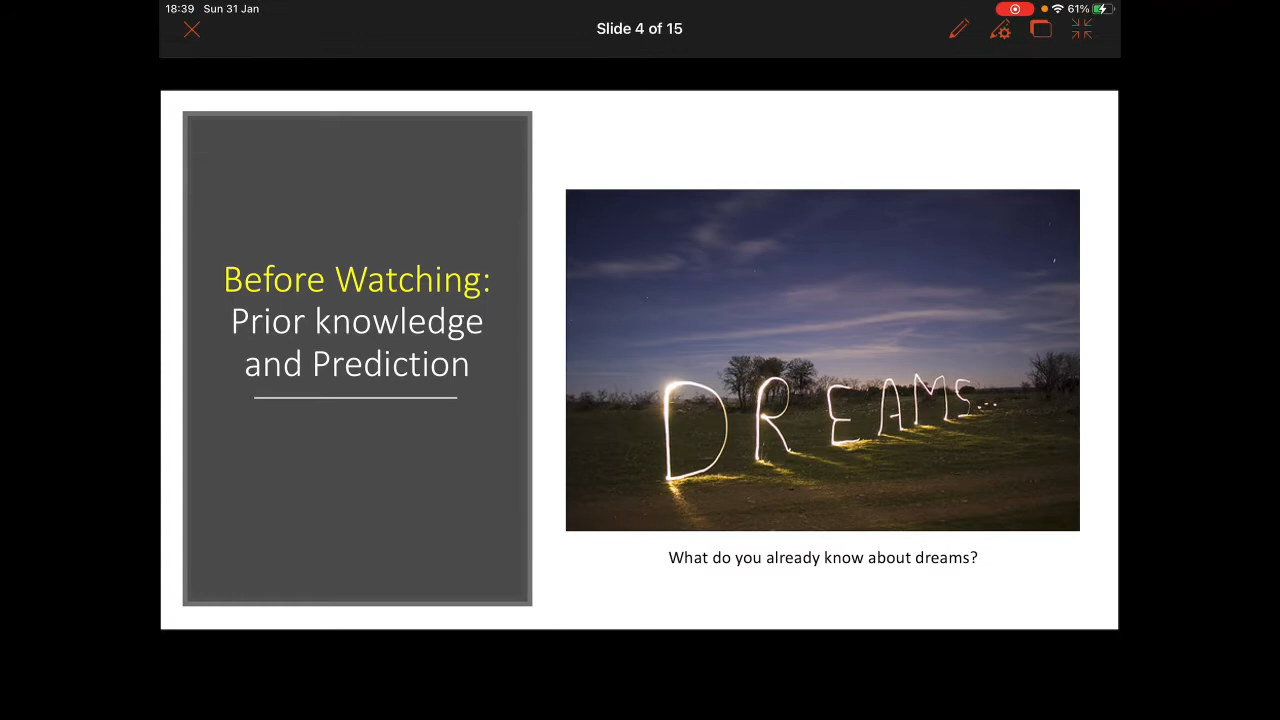 18:39 Sun 31 Jan
61%
Slide 4 of 15
Before Watching:
Prior knowledge
and Prediction
DREAMS...
What do you already know about dreams?